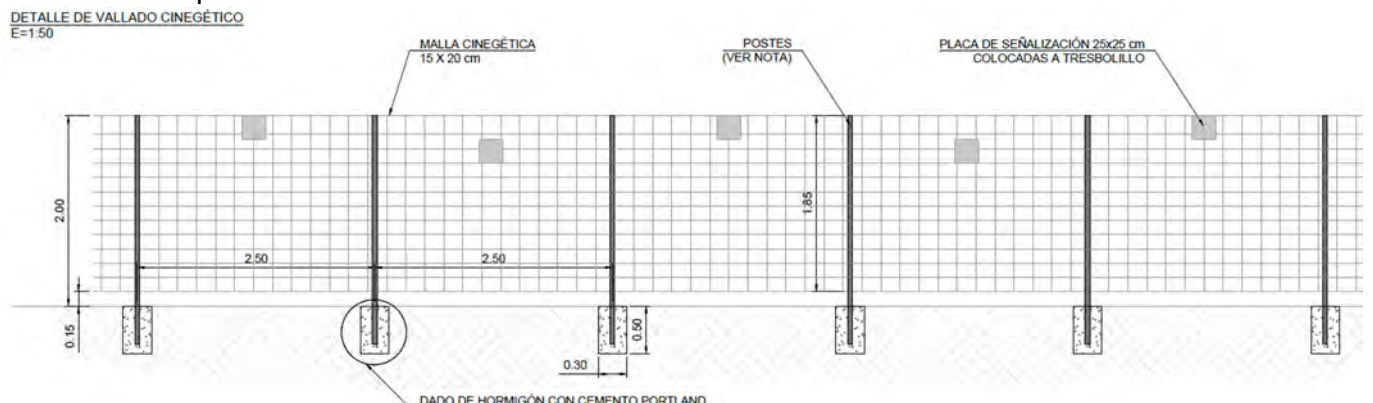 DETALLE DE VALLADO CINEGÉTICO
E=1:50
MALLA CINEGÉTICA
15 X 20 cm
POSTES
(VER NOTA)
PLACA DE SEÑALIZACIÓN 25x25 cm
COLOCADAS A TRESBOLILLO
2.00
1.85
2.50
2.50
0.15
0.50
0.30
DADO DE HORMIGÓN CON CEMENTO PORTLAND